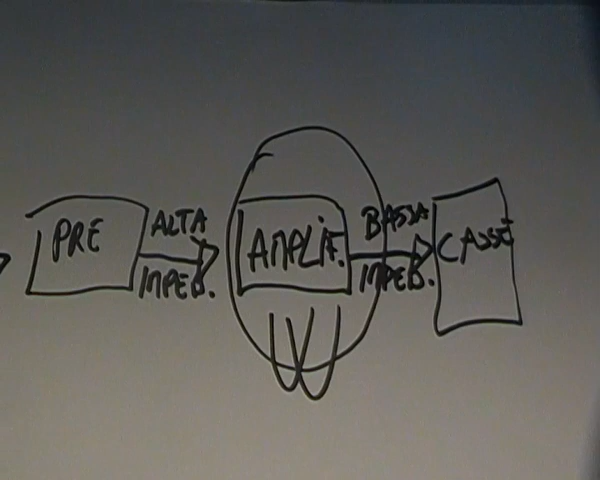 PRE
ALTA
IMPED.
AMPLIF.
BASSA
IMPED.
CASSE
W